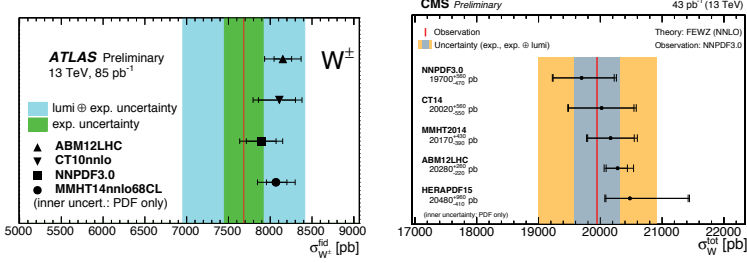 ATLAS Preliminary
13 TeV, 85 pb⁻¹
W±
lumi ⊕ exp. uncertainty
exp. uncertainty
ABM12LHC
CT10nnlo
NNPDF3.0
MMHT14nnlo68CL
(inner uncert.: PDF only)
5000 5500 6000 6500 7000 7500 8000 8500 9000
σ^fid_W± [pb]
CMS Preliminary 43 pb⁻¹ (13 TeV)
Observation Theory: FEWZ (NNLO)
Uncertainty (exp., exp. ⊕ lumi) Observation: NNPDF3.0
NNPDF3.0
19700 +560 -470 pb
CT14
20020 +560 -550 pb
MMHT2014
20170 +430 -390 pb
ABM12LHC
20280 +260 -220 pb
HERAPDF15
20480 +960 -410 pb
(inner uncertainty: PDF only)
17000 18000 19000 20000 21000 22000
σ^tot_W [pb]